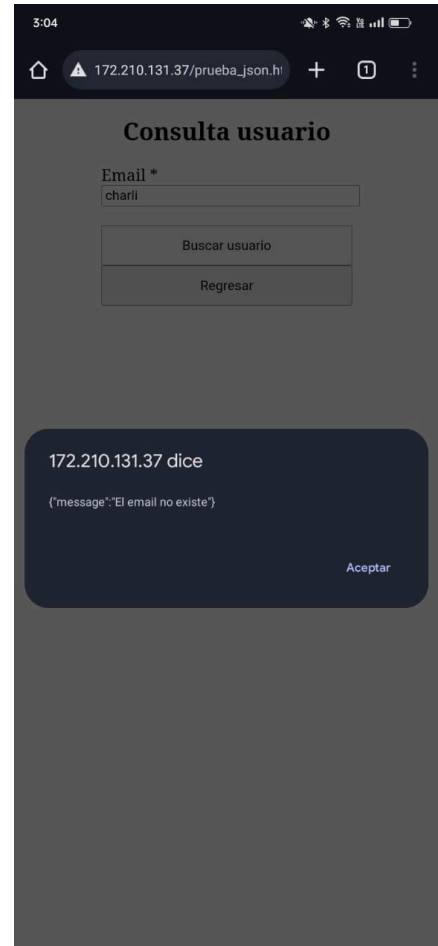 3:04
172.210.131.37/prueba_json.ht
1
Consulta usuario
Email *
charli
Buscar usuario
Regresar
172.210.131.37 dice
{"message":"El email no existe"}
Aceptar